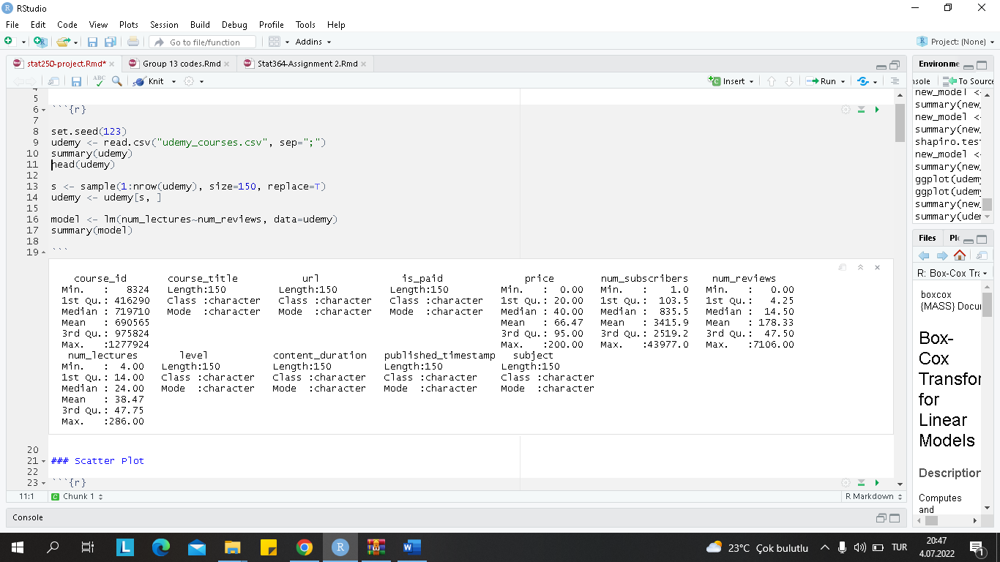 RStudio
File Edit Code View Plots Session Build Debug Profile Tools Help
Go to file/function Addins Project: (None)
stat250-project.Rmd* Group 13 codes.Rmd Stat364-Assignment 2.Rmd
ABC Knit Insert Run
5
6 ```{r}
7
8 set.seed(123)
9 udemy <- read.csv("udemy_courses.csv", sep=";")
10 summary(udemy)
11 head(udemy)
12
13 s <- sample(1:nrow(udemy), size=150, replace=T)
14 udemy <- udemy[s, ]
15
16 model <- lm(num_lectures~num_reviews, data=udemy)
17 summary(model)
18
19 ```
course_id course_title url is_paid price num_subscribers num_reviews
Min. : 8324 Length:150 Length:150 Length:150 Min. : 0.00 Min. : 1.0 Min. : 0.00
1st Qu.: 416290 Class :character Class :character Class :character 1st Qu.: 20.00 1st Qu.: 103.5 1st Qu.: 4.25
Median : 719710 Mode :character Mode :character Mode :character Median : 40.00 Median : 835.5 Median : 14.50
Mean : 690565 Mean : 66.47 Mean : 3415.9 Mean : 178.33
3rd Qu.: 975824 3rd Qu.: 95.00 3rd Qu.: 2519.2 3rd Qu.: 47.50
Max. :1277924 Max. :200.00 Max. :43977.0 Max. :7106.00
num_lectures level content_duration published_timestamp subject
Min. : 4.00 Length:150 Length:150 Length:150 Length:150
1st Qu.: 14.00 Class :character Class :character Class :character Class :character
Median : 24.00 Mode :character Mode :character Mode :character Mode :character
Mean : 38.47
3rd Qu.: 47.75
Max. :286.00
20
21 ### Scatter Plot
22
23 ```{r}
11:1 Chunk 1 R Markdown
Console
Environme
nsole To Source
new_model <-
summary(new_
new_model <-
summary(new_
shapiro.tes
new_model <-
summary(new_
ggplot(udem
ggplot(udem
summary(new_
summary(uder
Files Plo
R: Box-Cox Tra
boxcox
{MASS} Docu
Box-
Cox
Transfor
for
Linear
Models
Description
Computes
and
23°C Çok bulutlu TUR 20:47
4.07.2022
1